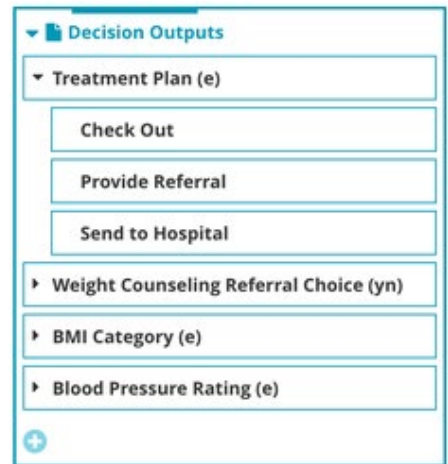 Decision Outputs
Treatment Plan (e)
Check Out
Provide Referral
Send to Hospital
Weight Counseling Referral Choice (yn)
BMI Category (e)
Blood Pressure Rating (e)